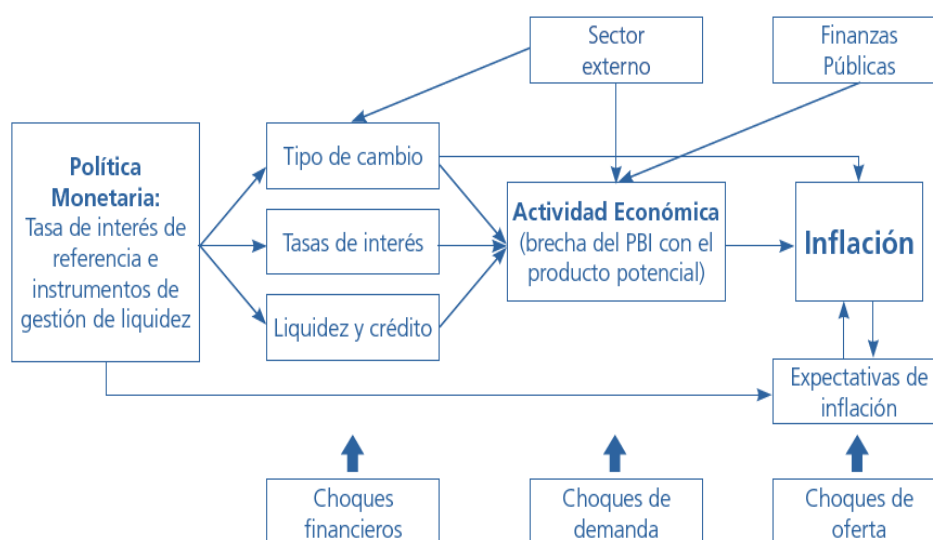 Sector
externo
Finanzas
Públicas
Política
Monetaria:
Tasa de interés de
referencia e
instrumentos de
gestión de liquidez
Tipo de cambio
Tasas de interés
Liquidez y crédito
Actividad Económica
(brecha del PBI con el
producto potencial)
Inflación
Expectativas de
inflación
Choques
financieros
Choques de
demanda
Choques de
oferta